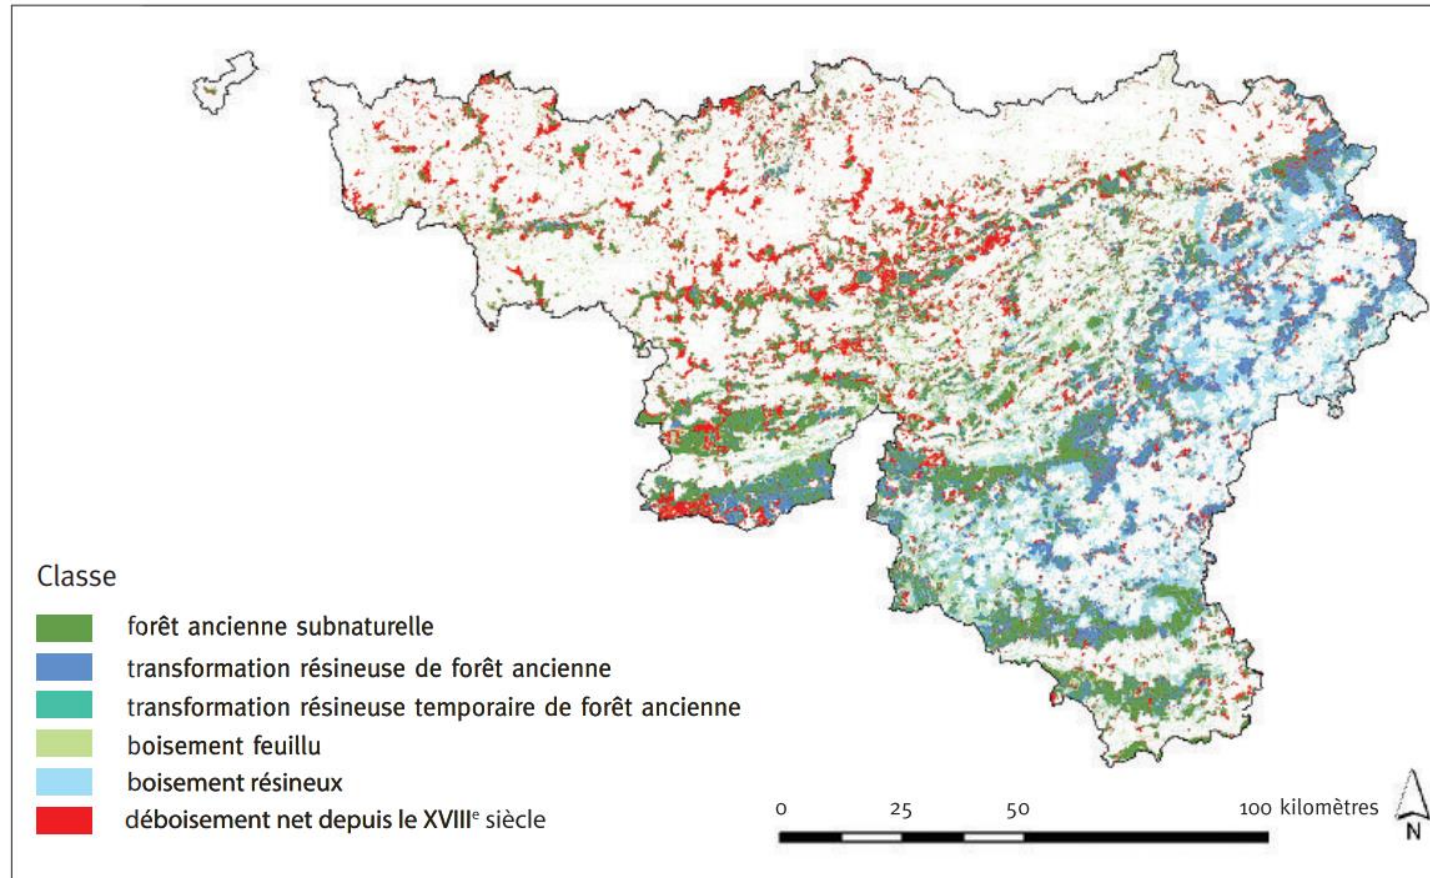 Classe
forêt ancienne subnaturelle
transformation résineuse de forêt ancienne
transformation résineuse temporaire de forêt ancienne
boisement feuillu
boisement résineux
déboisement net depuis le XVIIIᵉ siècle
0 25 50 100 kilomètres
N